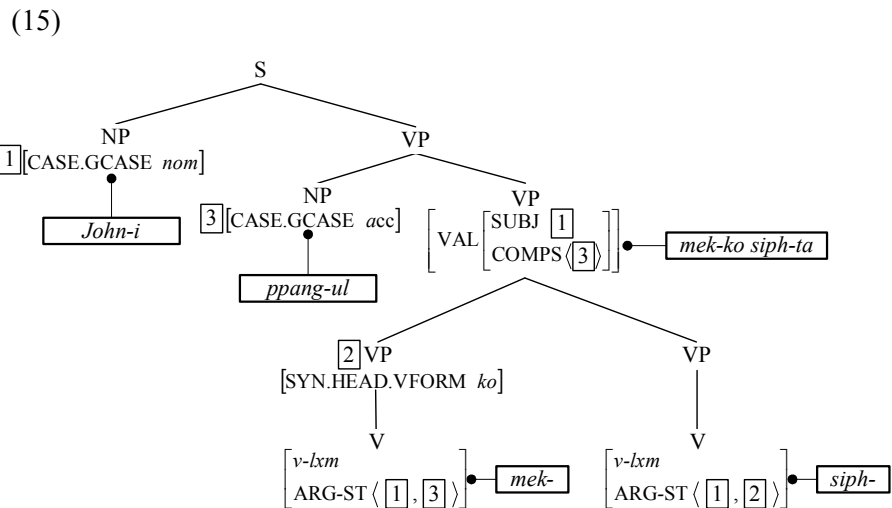 (15)
S
NP VP
1 [CASE.GCASE nom]
NP VP
John-i
3 [CASE.GCASE acc]
[VAL [SUBJ 1
COMPS⟨3⟩]]
mek-ko siph-ta
ppang-ul
2 VP VP
[SYN.HEAD.VFORM ko]
V V
[v-lxm [v-lxm
ARG-ST⟨1, 3⟩] mek- ARG-ST⟨1, 2⟩] siph-